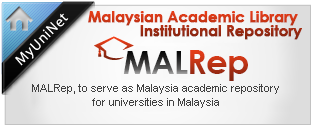 MyUniNet
Malaysian Academic Library
Institutional Repository
MALRep
MALRep, to serve as Malaysia academic repository
for universities in Malaysia